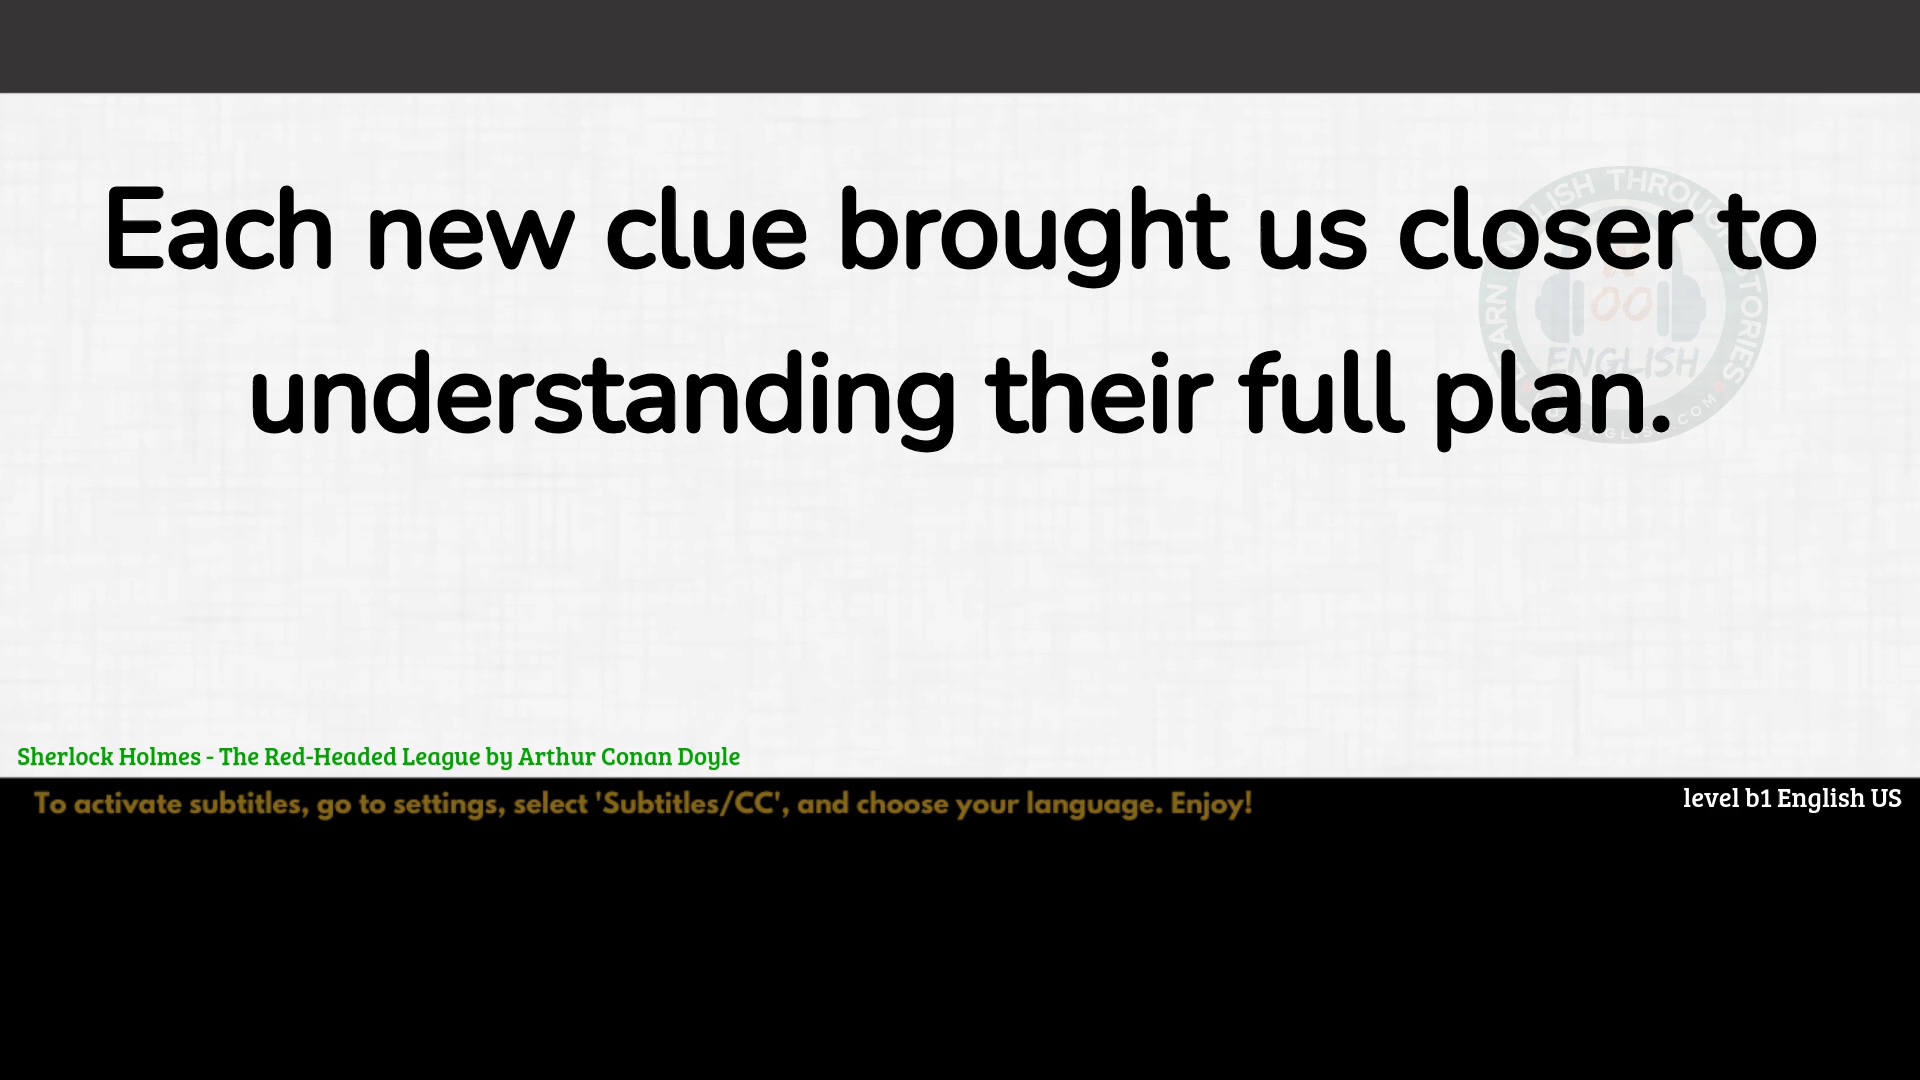 Each new clue brought us closer to
understanding their full plan.
ENGLISH
Sherlock Holmes - The Red-Headed League by Arthur Conan Doyle
To activate subtitles, go to settings, select 'Subtitles/CC', and choose your language. Enjoy!
level b1 English US